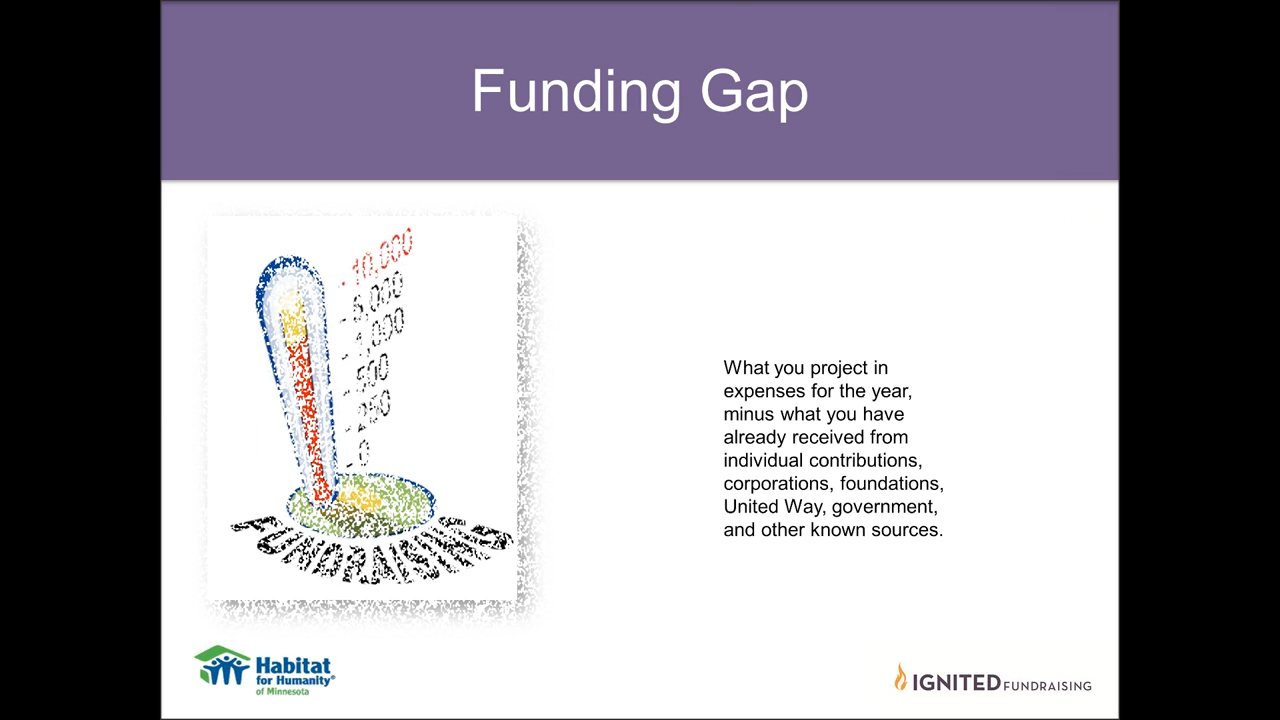 Funding Gap
- 10,000
- 5,000
- 1,000
- 500
- 250
- 0
FUNDRAISING
What you project in
expenses for the year,
minus what you have
already received from
individual contributions,
corporations, foundations,
United Way, government,
and other known sources.
Habitat
for Humanity®
of Minnesota
IGNITED FUNDRAISING